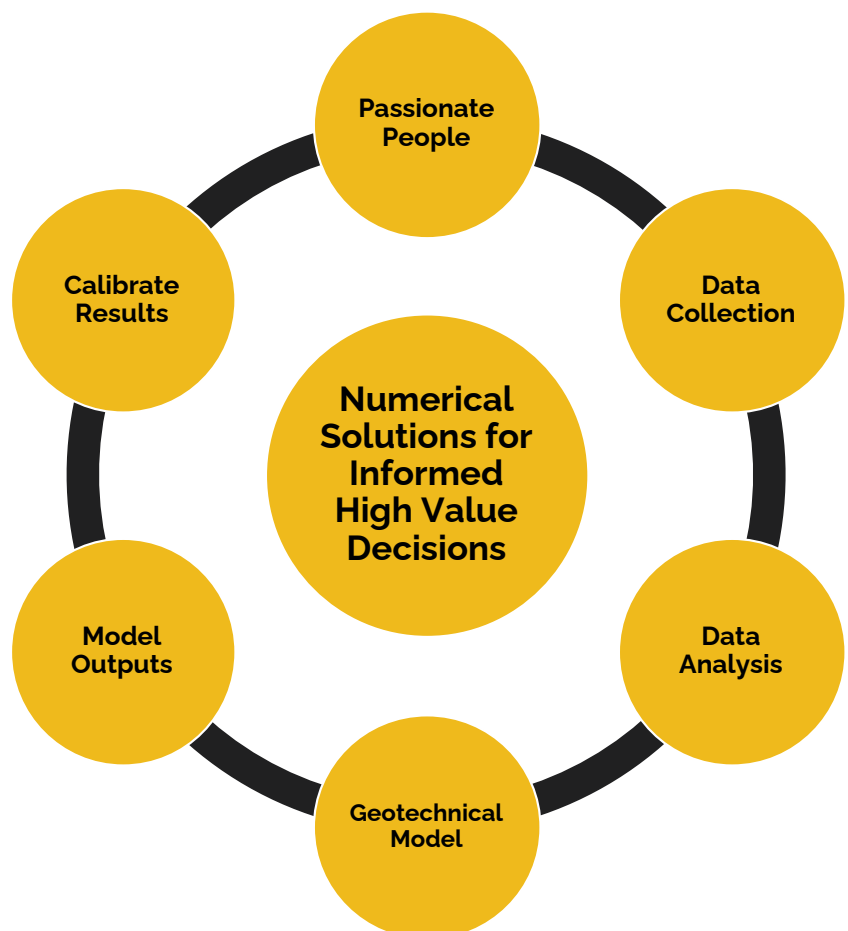 Passionate
People
Data
Collection
Data
Analysis
Geotechnical
Model
Model
Outputs
Calibrate
Results
Numerical
Solutions for
Informed
High Value
Decisions